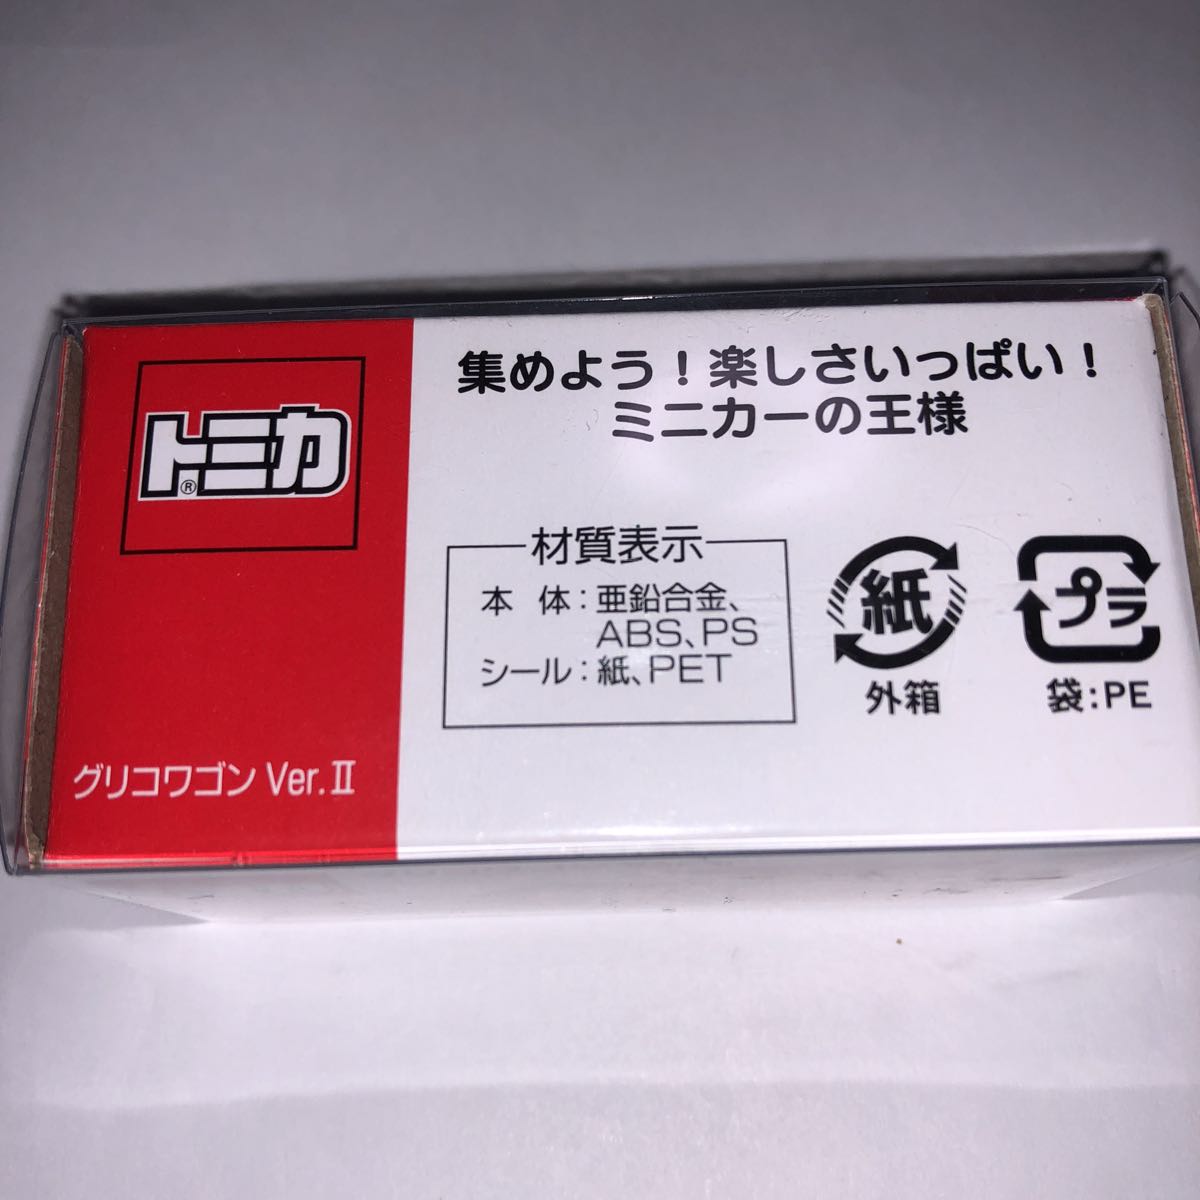 トミカ®
グリコワゴン Ver.Ⅱ
集めよう！楽しさいっぱい！
ミニカーの王様
材質表示
本 体：亜鉛合金、
ABS、PS
シール：紙、PET
紙
外箱
プラ
袋：PE